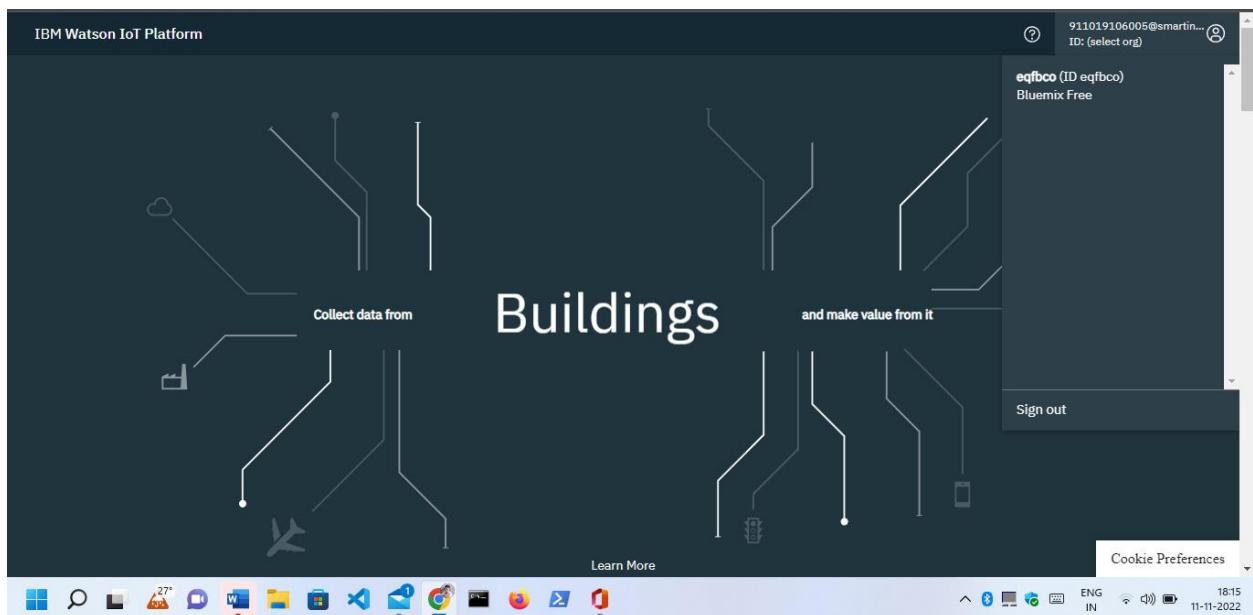 IBM Watson IoT Platform
911019106005@smartin...
ID: (select org)
eqfbco (ID eqfbco)
Bluemix Free
Collect data from
Buildings
and make value from it
Sign out
Learn More
Cookie Preferences
27°
1
ENG
IN
18:15
11-11-2022